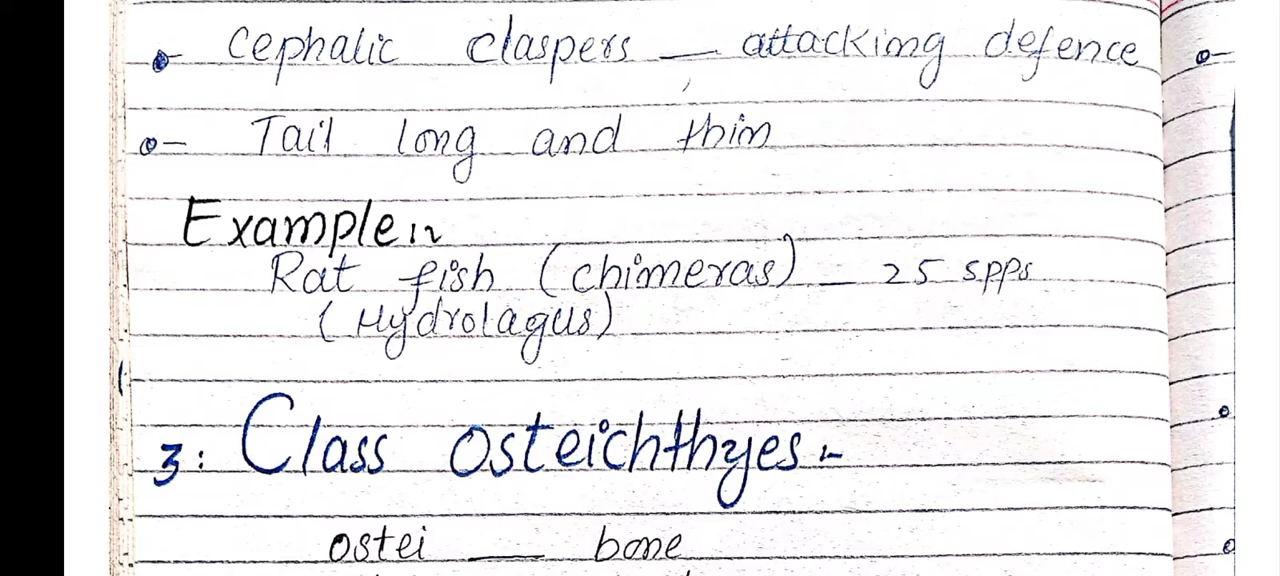 Cephalic claspers — attacking defence
Tail long and thin
Example:~
Rat fish (chimeras) — 25 spps
(Hydrolagus)
3: Class osteichthyes:~
ostei — bone